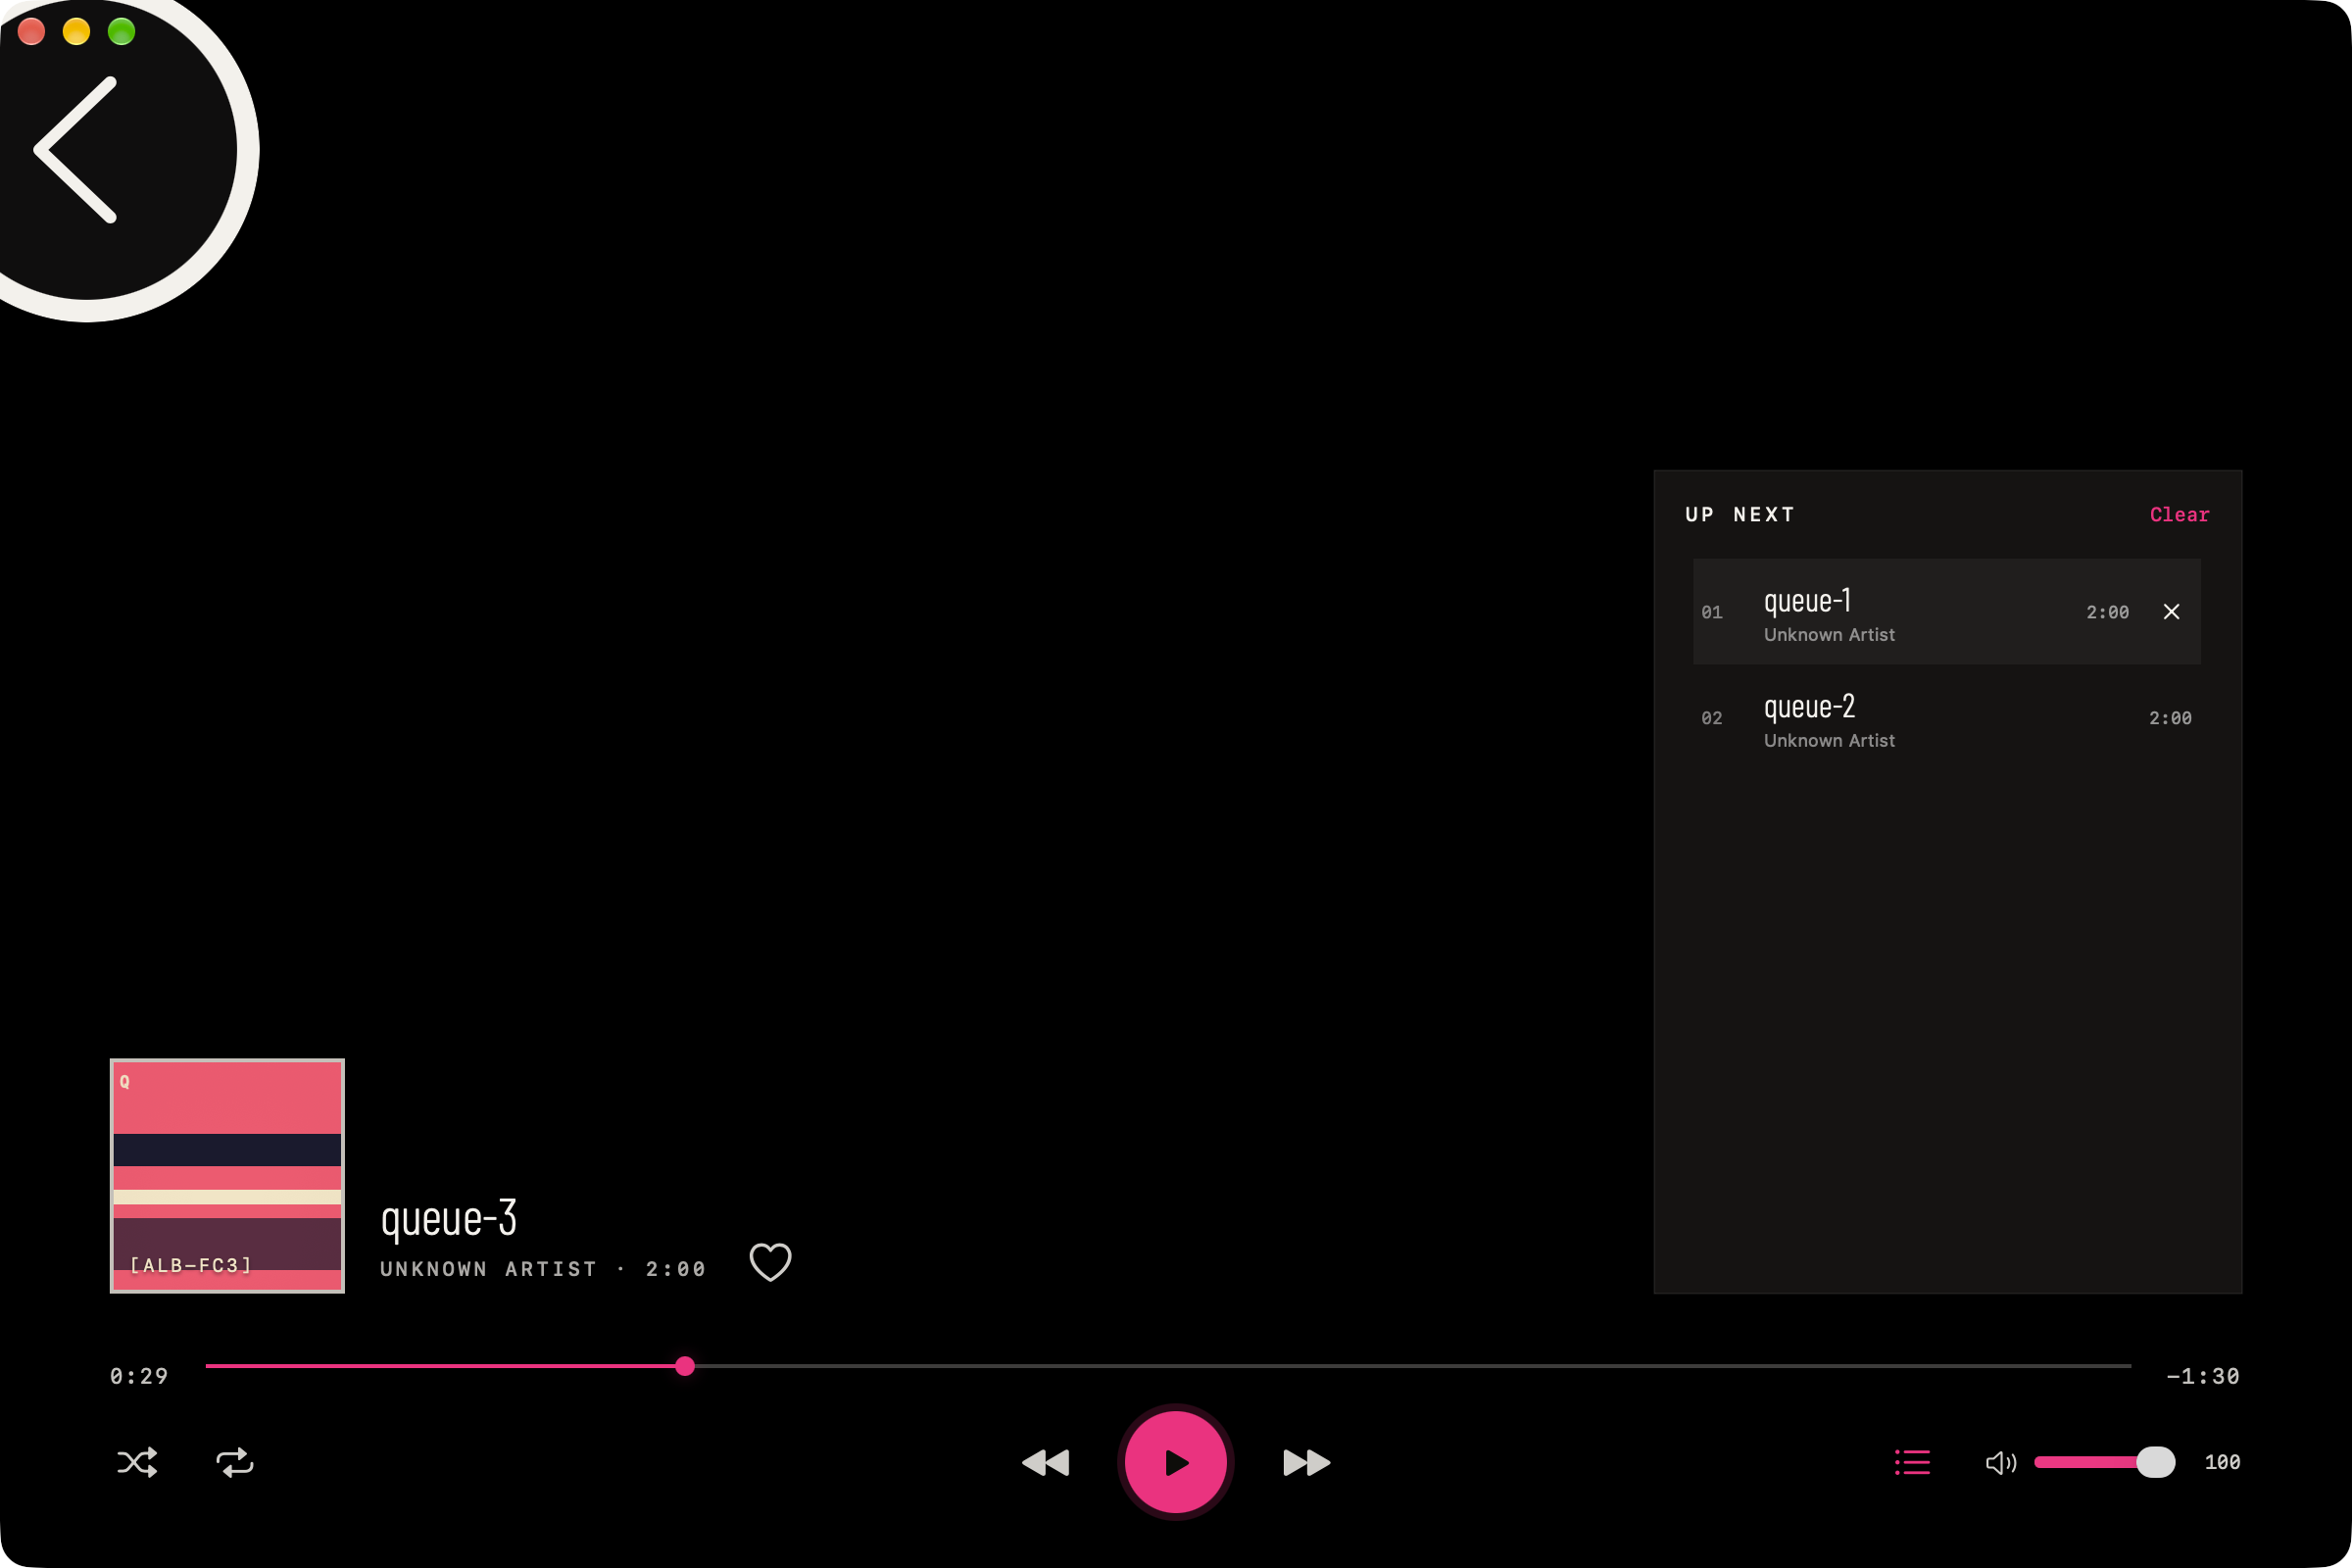 UP NEXT Clear
01 queue-1 2:00
Unknown Artist
02 queue-2 2:00
Unknown Artist
Q
[ALB—FC3]
queue-3
UNKNOWN ARTIST · 2:00
0:29 −1:30
100